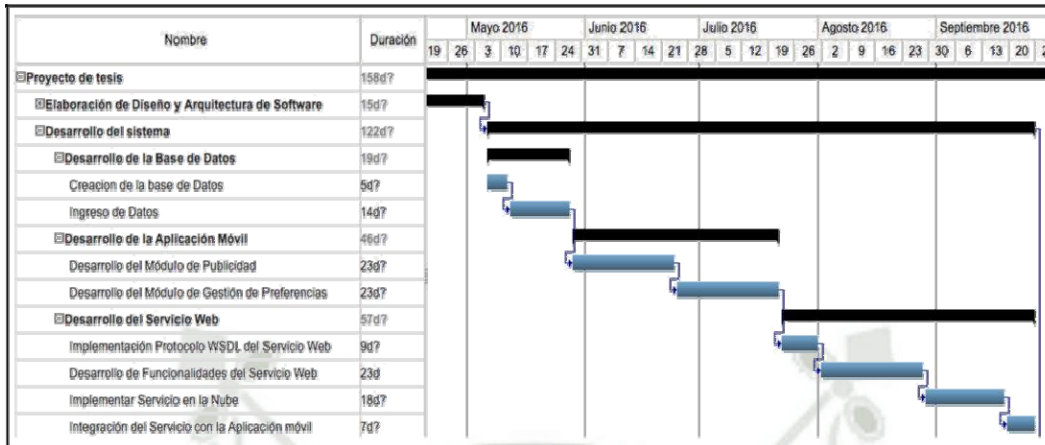 Nombre Duración Mayo 2016 Junio 2016 Julio 2016 Agosto 2016 Septiembre 2016
19 26 3 10 17 24 31 7 14 21 28 5 12 19 26 2 9 16 23 30 6 13 20
Proyecto de tesis 158d?
Elaboración de Diseño y Arquitectura de Software 15d?
Desarrollo del sistema 122d?
Desarrollo de la Base de Datos 19d?
Creacion de la base de Datos 5d?
Ingreso de Datos 14d?
Desarrollo de la Aplicación Móvil 46d?
Desarrollo del Módulo de Publicidad 23d?
Desarrollo del Módulo de Gestión de Preferencias 23d?
Desarrollo del Servicio Web 57d?
Implementación Protocolo WSDL del Servicio Web 9d?
Desarrollo de Funcionalidades del Servicio Web 23d
Implementar Servicio en la Nube 18d?
Integración del Servicio con la Aplicación móvil 7d?